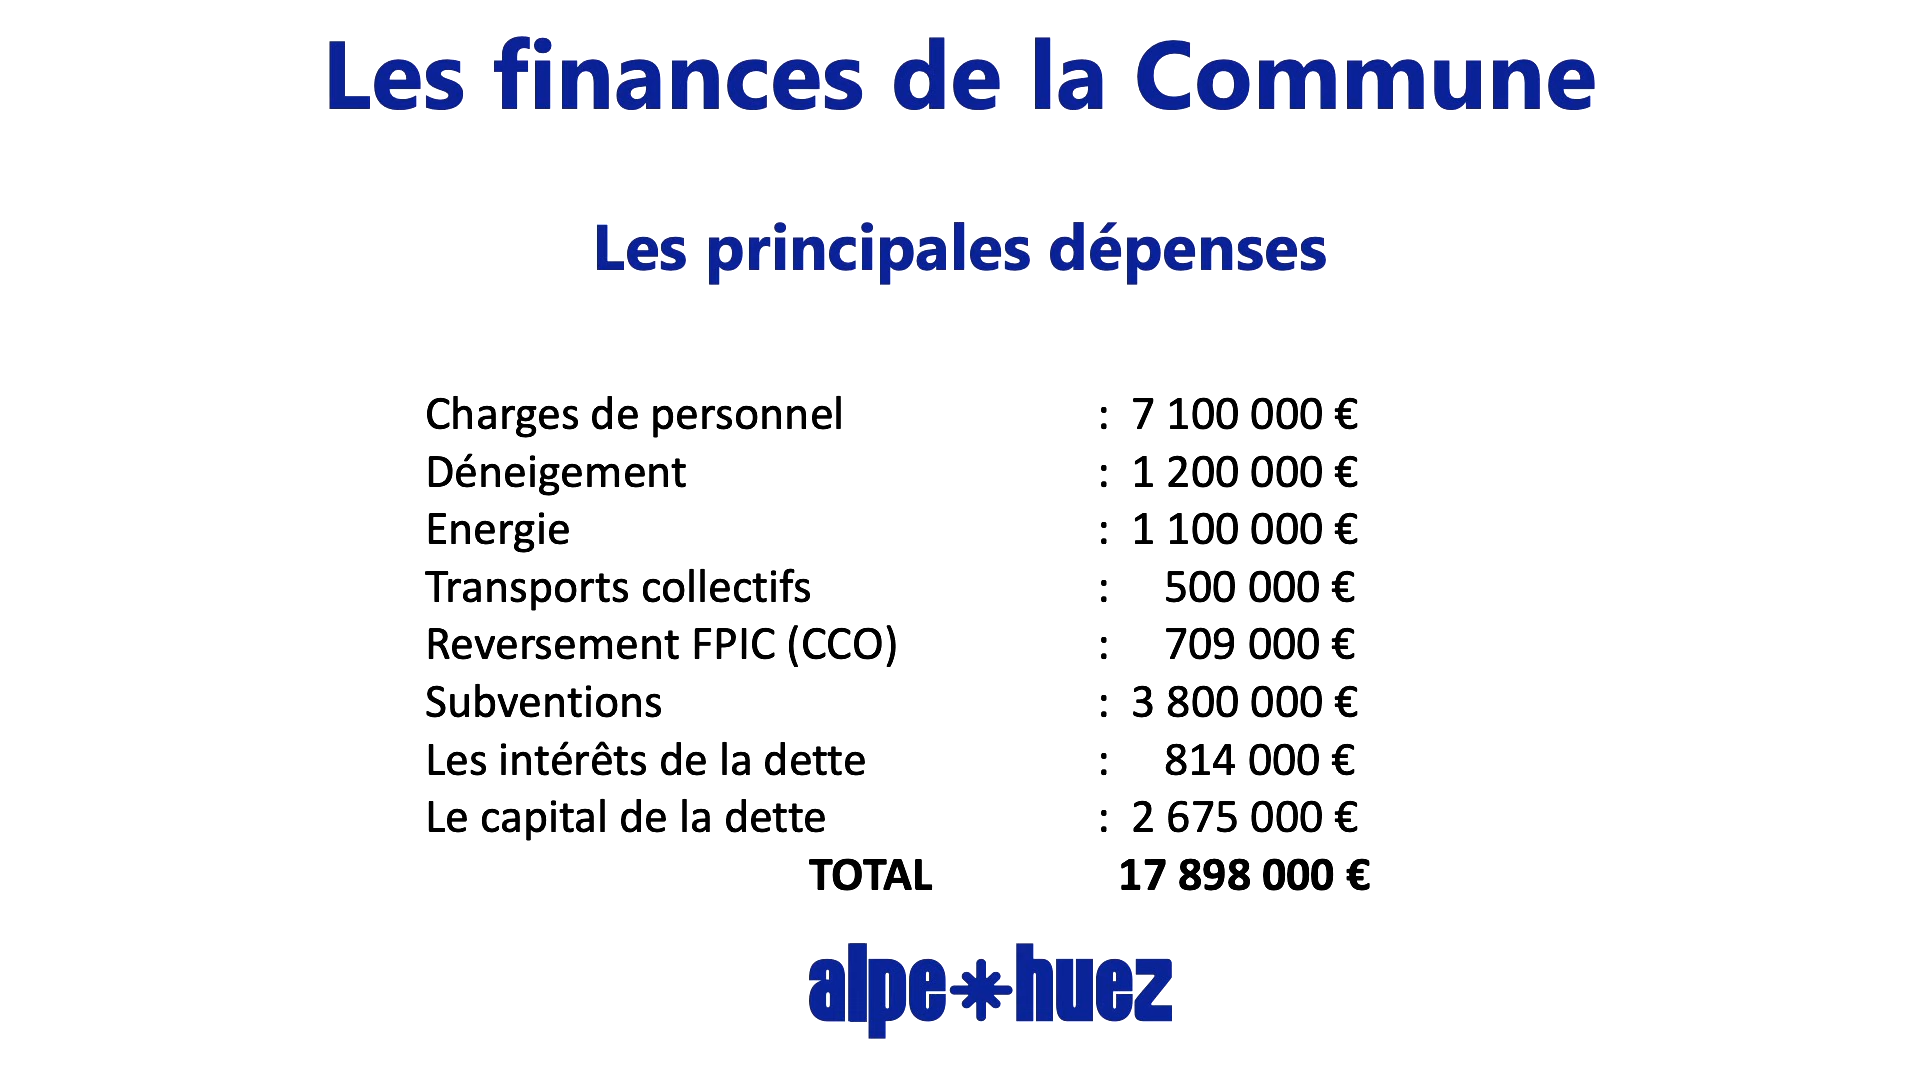 Les finances de la Commune
Les principales dépenses
Charges de personnel : 7 100 000 €
Déneigement : 1 200 000 €
Energie : 1 100 000 €
Transports collectifs : 500 000 €
Reversement FPIC (CCO) : 709 000 €
Subventions : 3 800 000 €
Les intérêts de la dette : 814 000 €
Le capital de la dette : 2 675 000 €
TOTAL 17 898 000 €
alpe*huez